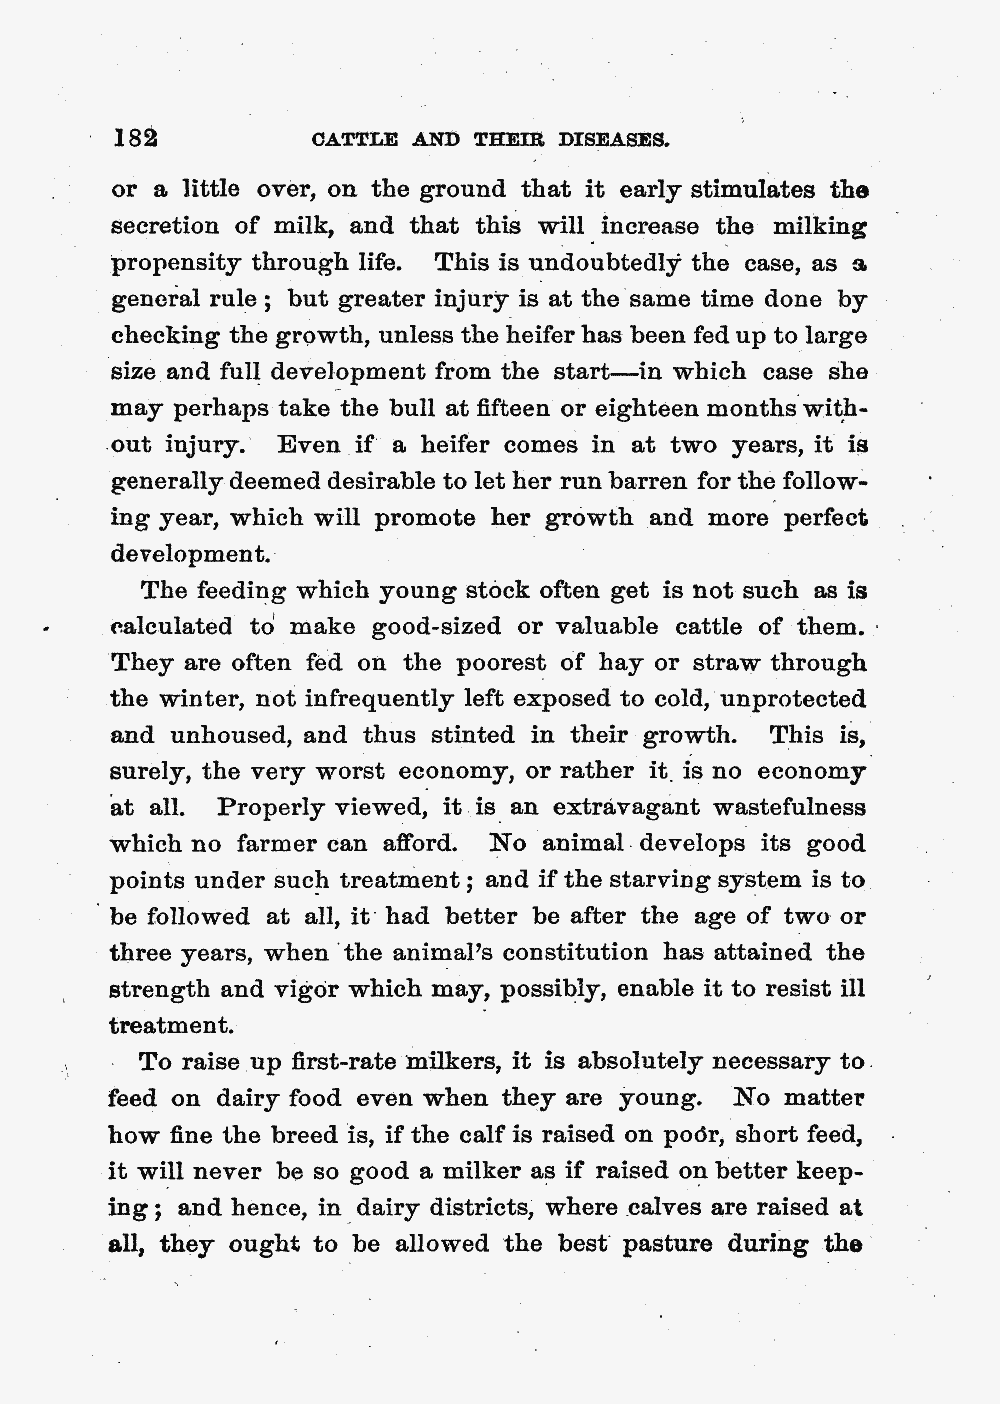 182 CATTLE AND THEIR DISEASES.
or a little over, on the ground that it early stimulates the
secretion of milk, and that this will increase the milking
propensity through life. This is undoubtedly the case, as a
general rule ; but greater injury is at the same time done by
checking the growth, unless the heifer has been fed up to large
size and full development from the start—in which case she
may perhaps take the bull at fifteen or eighteen months with-
out injury. Even if a heifer comes in at two years, it is
generally deemed desirable to let her run barren for the follow-
ing year, which will promote her growth and more perfect
development.
The feeding which young stock often get is not such as is
calculated to make good-sized or valuable cattle of them.
They are often fed on the poorest of hay or straw through
the winter, not infrequently left exposed to cold, unprotected
and unhoused, and thus stinted in their growth. This is,
surely, the very worst economy, or rather it is no economy
at all. Properly viewed, it is an extravagant wastefulness
which no farmer can afford. No animal develops its good
points under such treatment ; and if the starving system is to
be followed at all, it had better be after the age of two or
three years, when the animal's constitution has attained the
strength and vigor which may, possibly, enable it to resist ill
treatment.
To raise up first-rate milkers, it is absolutely necessary to
feed on dairy food even when they are young. No matter
how fine the breed is, if the calf is raised on poor, short feed,
it will never be so good a milker as if raised on better keep-
ing ; and hence, in dairy districts, where calves are raised at
all, they ought to be allowed the best pasture during the